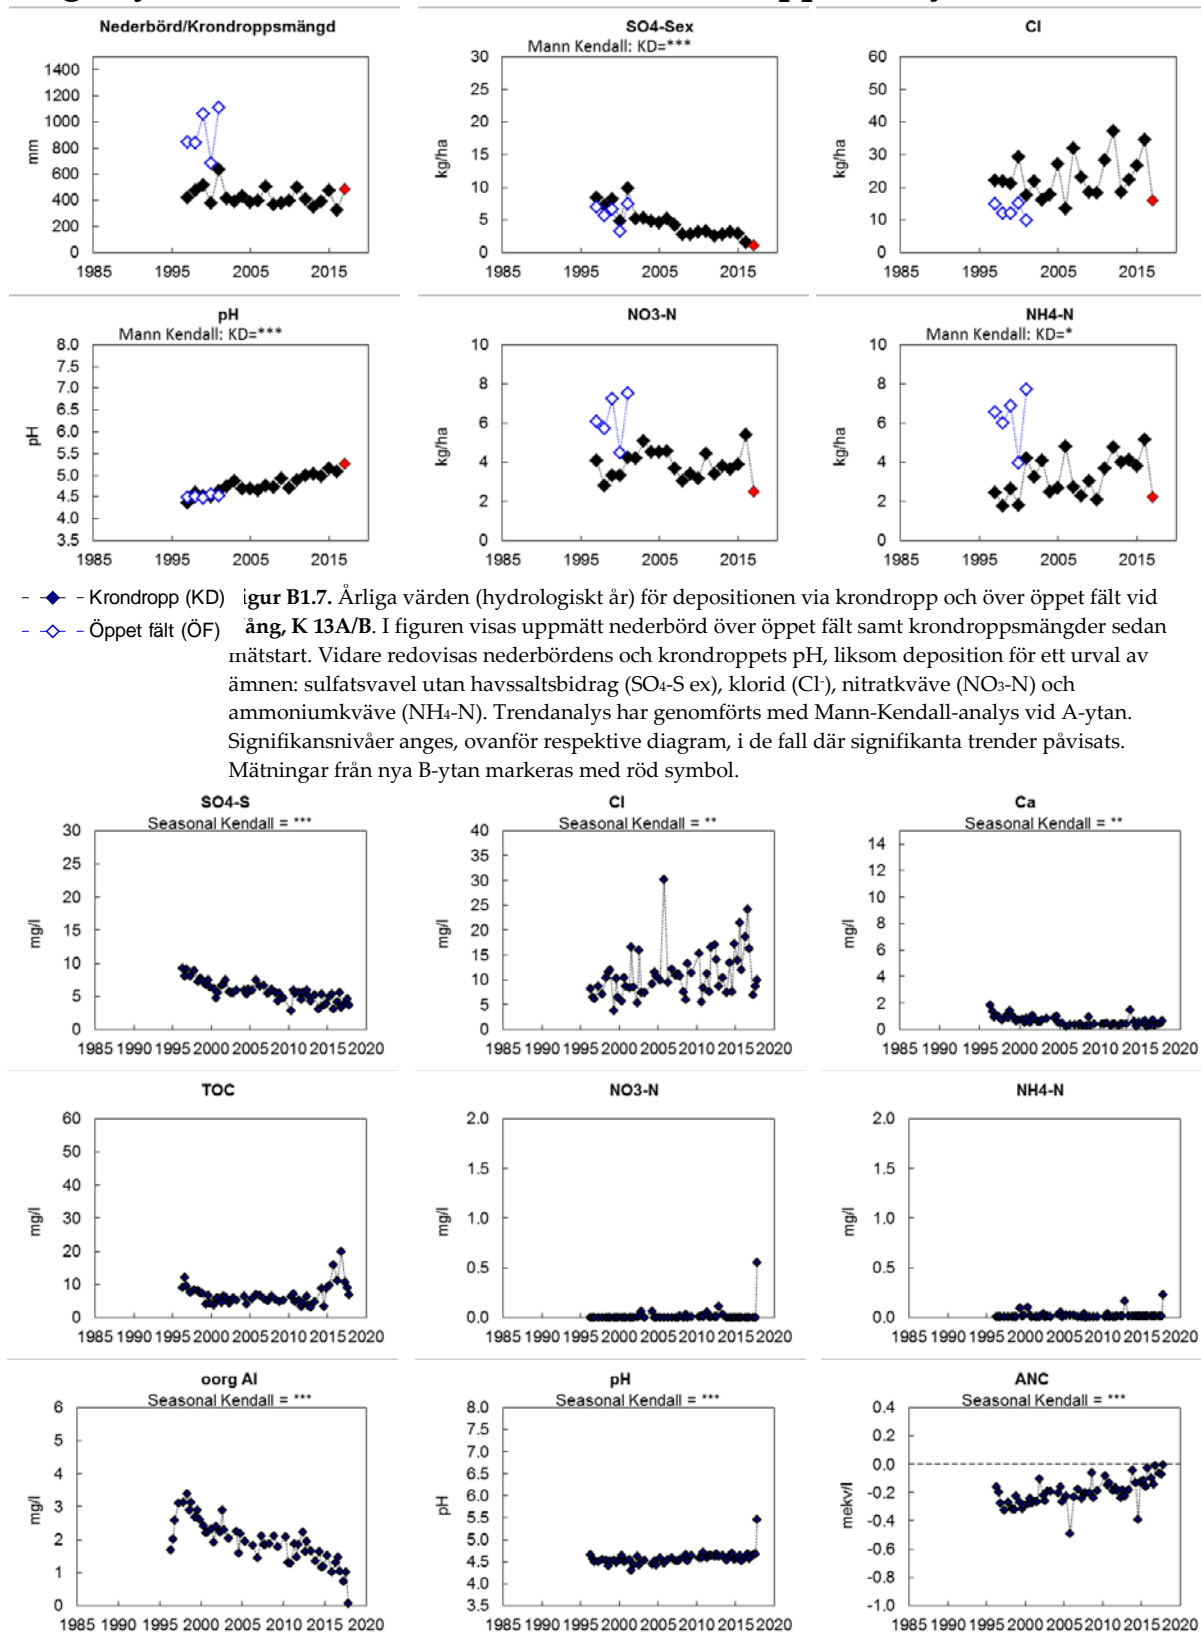 Nederbörd/Krondroppsmängd
SO4-Sex
Cl
Mann Kendall: KD=***
1400
1200
1000
800
600
400
200
0
mm
1985 1995 2005 2015
30
25
20
15
10
5
0
kg/ha
1985 1995 2005 2015
60
50
40
30
20
10
0
kg/ha
1985 1995 2005 2015
pH
Mann Kendall: KD=***
NO3-N
NH4-N
Mann Kendall: KD=*
8.0
7.5
7.0
6.5
6.0
5.5
5.0
4.5
4.0
3.5
pH
1985 1995 2005 2015
10
8
6
4
2
0
kg/ha
1985 1995 2005 2015
10
8
6
4
2
0
kg/ha
1985 1995 2005 2015
Krondropp (KD)
Öppet fält (ÖF)
gur B1.7. Årliga värden (hydrologiskt år) för depositionen via krondropp och över öppet fält vid
ång, K 13A/B. I figuren visas uppmätt nederbörd över öppet fält samt krondroppsmängder sedan
mätstart. Vidare redovisas nederbördens och krondroppets pH, liksom deposition för ett urval av
ämnen: sulfatsvavel utan havssaltsbidrag (SO4-S ex), klorid (Cl-), nitratkväve (NO3-N) och
ammoniumkväve (NH4-N). Trendanalys har genomförts med Mann-Kendall-analys vid A-ytan.
Signifikansnivåer anges, ovanför respektive diagram, i de fall där signifikanta trender påvisats.
Mätningar från nya B-ytan markeras med röd symbol.
SO4-S
Seasonal Kendall = ***
Cl
Seasonal Kendall = **
Ca
Seasonal Kendall = **
30
25
20
15
10
5
0
mg/l
1985 1990 1995 2000 2005 2010 2015 2020
40
35
30
25
20
15
10
5
0
mg/l
1985 1990 1995 2000 2005 2010 2015 2020
14
12
10
8
6
4
2
0
mg/l
1985 1990 1995 2000 2005 2010 2015 2020
TOC
NO3-N
NH4-N
60
50
40
30
20
10
0
mg/l
1985 1990 1995 2000 2005 2010 2015 2020
2.0
1.5
1.0
0.5
0.0
mg/l
1985 1990 1995 2000 2005 2010 2015 2020
2.0
1.5
1.0
0.5
0.0
mg/l
1985 1990 1995 2000 2005 2010 2015 2020
oorg Al
Seasonal Kendall = ***
pH
Seasonal Kendall = ***
ANC
Seasonal Kendall = ***
6
5
4
3
2
1
0
mg/l
1985 1990 1995 2000 2005 2010 2015 2020
8.0
7.5
7.0
6.5
6.0
5.5
5.0
4.5
4.0
3.5
pH
1985 1990 1995 2000 2005 2010 2015 2020
0.4
0.2
0.0
-0.2
-0.4
-0.6
-0.8
-1.0
mekv/l
1985 1990 1995 2000 2005 2010 2015 2020